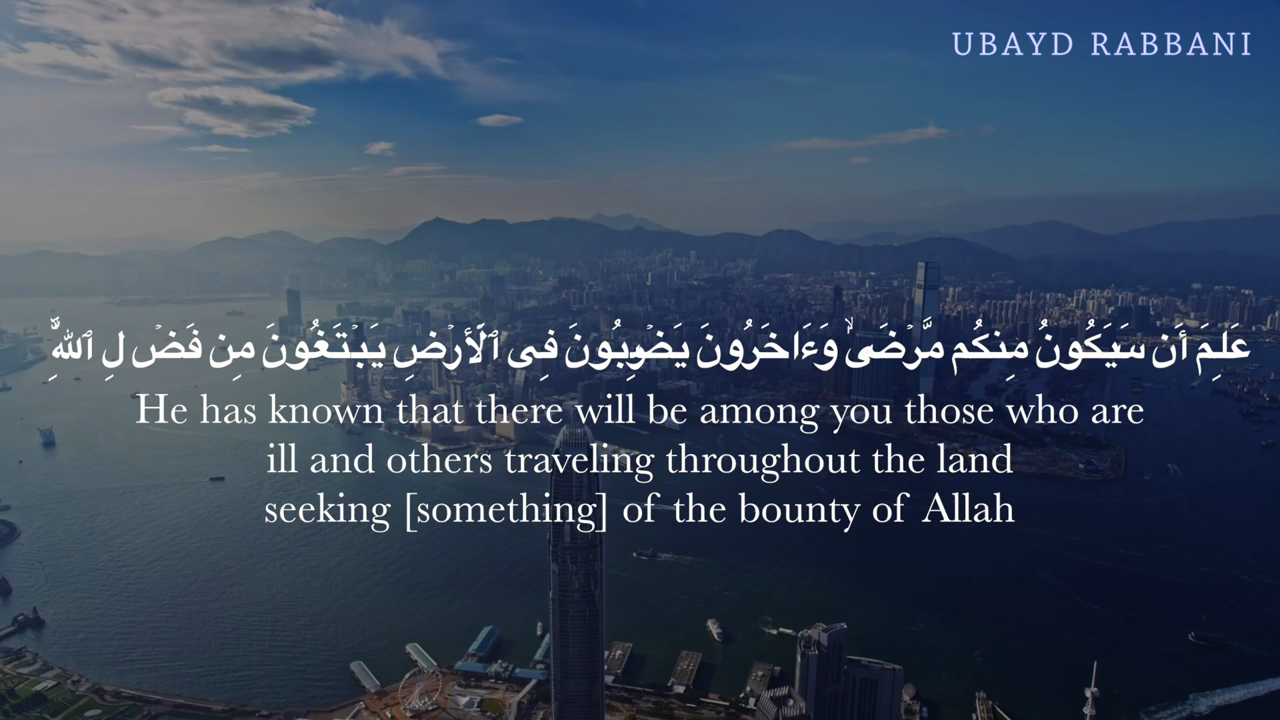 UBAYD RABBANI
عَلِمَ أَن سَيَكُونُ مِنكُم مَّرْضَىٰۙ وَءَاخَرُونَ يَضْرِبُونَ فِى ٱلْأَرْضِ يَبْتَغُونَ مِن فَضْلِ ٱللَّهِۙ
He has known that there will be among you those who are
ill and others traveling throughout the land
seeking [something] of the bounty of Allah